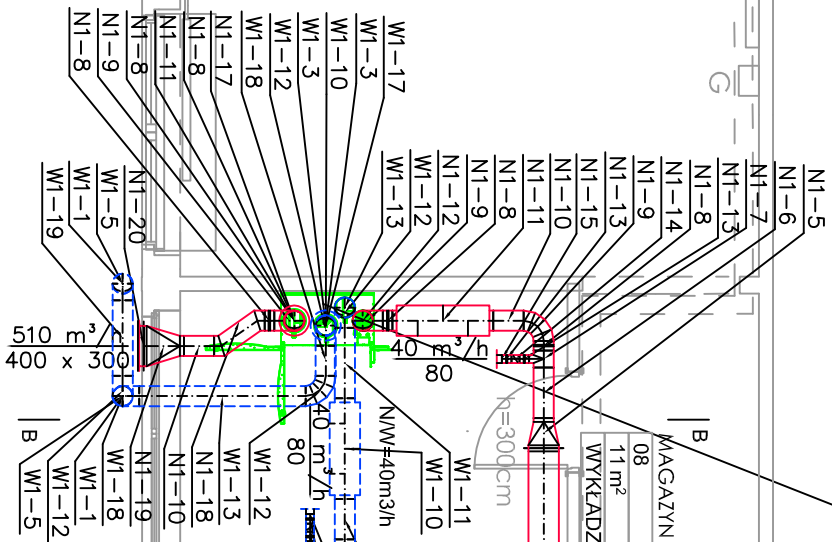 N1-8
N1-9
N1-8
N1-11
N1-8
N1-17
W1-18
W1-12
W1-3
W1-10
W1-3
W1-17
W1-13
W1-12
N1-12
N1-9
N1-8
N1-11
N1-10
N1-15
N1-13
N1-9
N1-14
N1-8
N1-13
N1-7
N1-6
N1-5
G
W1-19
W1-1
W1-5
N1-20
510 m³/
400 x 300
40 m³/h
80
40 m³/h
80
N/W=40m3/h
h=300cm
MAGAZYN
08
11m²
WYKŁADZ
B
B
W1-5
W1-12
W1-1
W1-18
N1-19
N1-10
N1-18
W1-13
W1-12
W1-10
W1-11